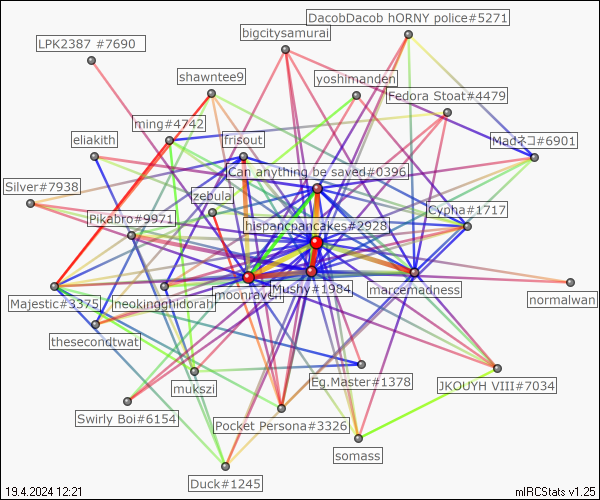 DacobDacob hORNY police#5271
bigcitysamurai
LPK2387 #7690
shawntee9
yoshimanden
Fedora Stoat#4479
ming#4742
frisout
Madネコ#6901
eliakith
Can anything be saved#0396
Silver#7938
zebula
Cypha#1717
Pikabro#9971
hispanicpancakes#2928
Majestic#3375
neokingghidorah
moonraven
Mushy#1984
marcemadness
normalwan
thesecondtwat
mukszi
Eg.Master#1378
JKOUYH VIII#7034
Swirly Boi#6154
Pocket Persona#3326
somass
Duck#1245
19.4.2024 12:21
mIRCStats v1.25